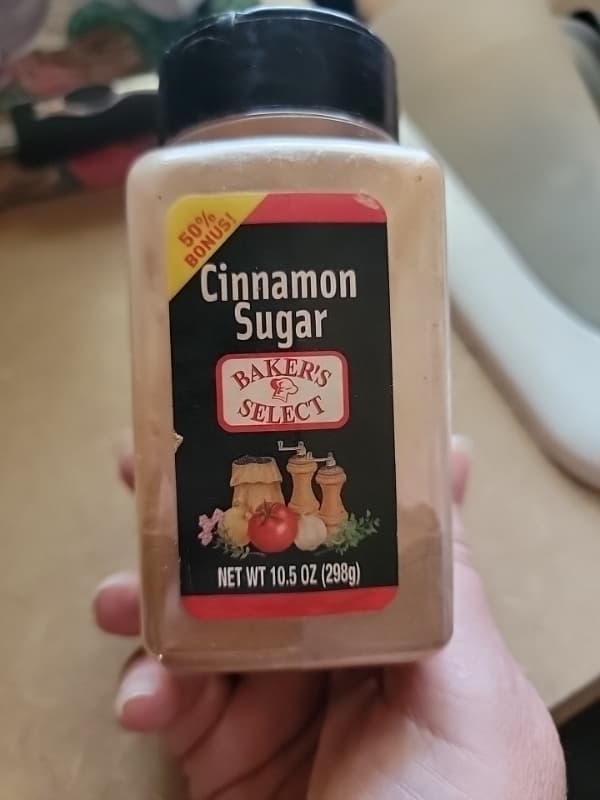 50%
BONUS!
Cinnamon
Sugar
BAKER'S
SELECT
NET WT 10.5 OZ (298g)